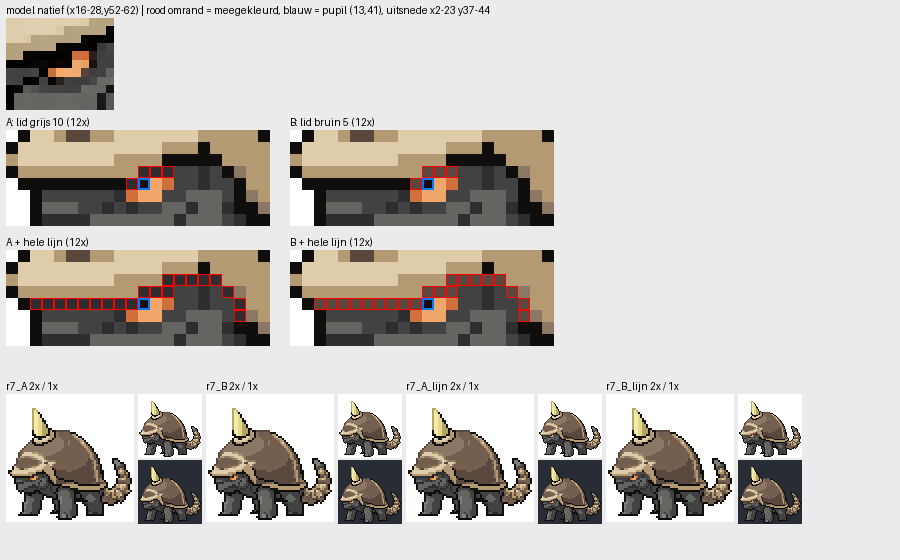 model natief (x16-28,y52-62) | rood omrand = meegekleurd, blauw = pupil (13,41), uitsnede x2-23 y37-44
A: lid grijs 10 (12x)
B: lid bruin 5 (12x)
A + hele lijn (12x)
B + hele lijn (12x)
r7_A 2x / 1x
r7_B 2x / 1x
r7_A_lijn 2x / 1x
r7_B_lijn 2x / 1x